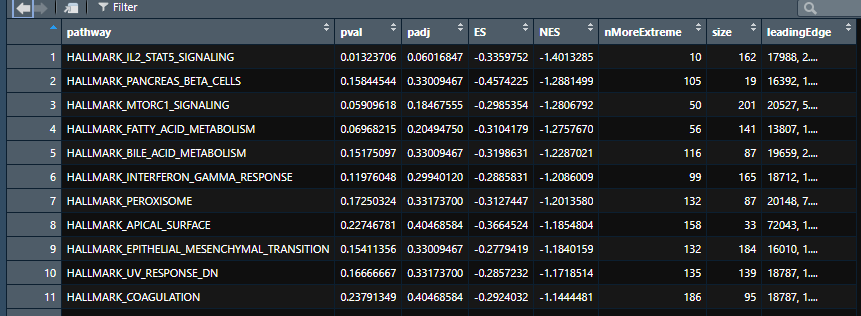 Filter
pathway pval padj ES NES nMoreExtreme size leadingEdge
1 HALLMARK_IL2_STAT5_SIGNALING 0.01323706 0.06016847 -0.3359752 -1.4013285 10 162 17988, 2....
2 HALLMARK_PANCREAS_BETA_CELLS 0.15844544 0.33009467 -0.4574225 -1.2881499 105 19 16392, 1....
3 HALLMARK_MTORC1_SIGNALING 0.05909618 0.18467555 -0.2985354 -1.2806792 50 201 20527, 5....
4 HALLMARK_FATTY_ACID_METABOLISM 0.06968215 0.20494750 -0.3104179 -1.2757670 56 141 13807, 1....
5 HALLMARK_BILE_ACID_METABOLISM 0.15175097 0.33009467 -0.3198631 -1.2287021 116 87 19659, 2....
6 HALLMARK_INTERFERON_GAMMA_RESPONSE 0.11976048 0.29940120 -0.2885831 -1.2086009 99 165 18712, 1....
7 HALLMARK_PEROXISOME 0.17250324 0.33173700 -0.3127447 -1.2013580 132 87 20148, 7....
8 HALLMARK_APICAL_SURFACE 0.22746781 0.40468584 -0.3664524 -1.1854804 158 33 72043, 1....
9 HALLMARK_EPITHELIAL_MESENCHYMAL_TRANSITION 0.15411356 0.33009467 -0.2779419 -1.1840159 132 184 16010, 1....
10 HALLMARK_UV_RESPONSE_DN 0.16666667 0.33173700 -0.2857232 -1.1718514 135 139 18787, 1....
11 HALLMARK_COAGULATION 0.23791349 0.40468584 -0.2924032 -1.1444481 186 95 18787, 1....